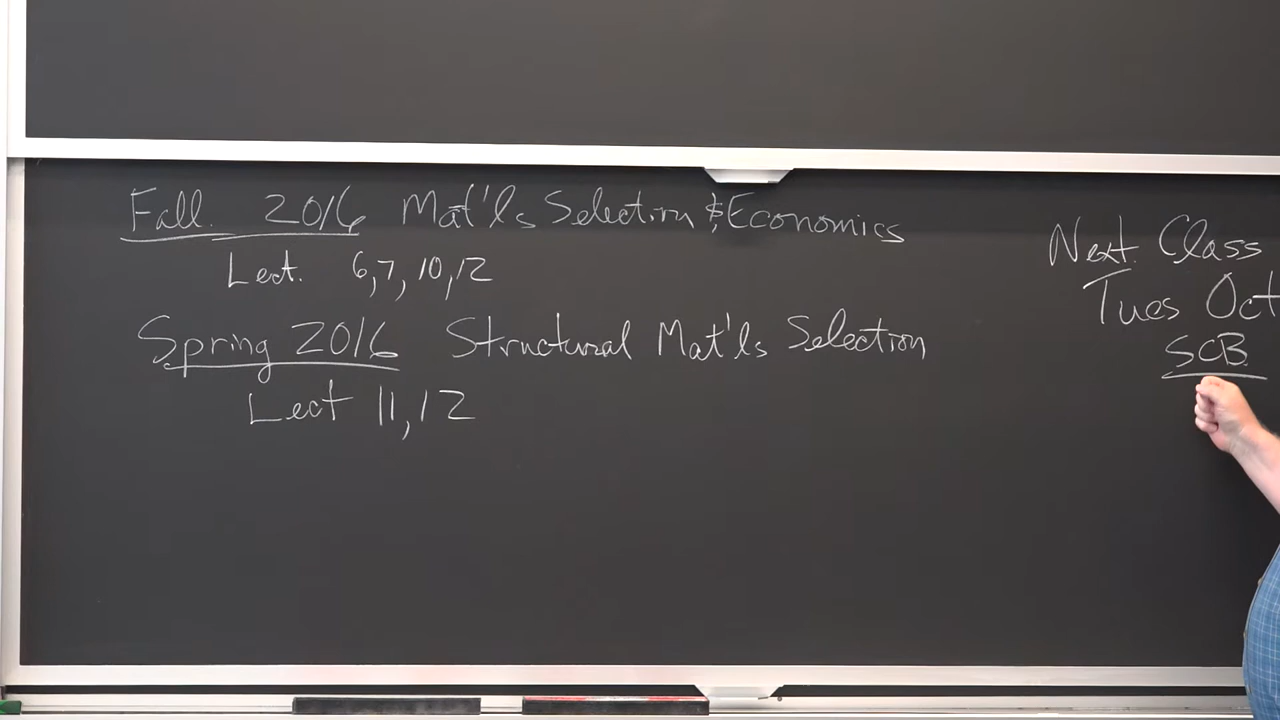 Fall. 2016 Mat'ls Selection & Economics
Lect. 6,7,10,12
Spring 2016 Structural Mat'ls Selection
Lect 11,12
Next. Class
Tues Oct
SCB.